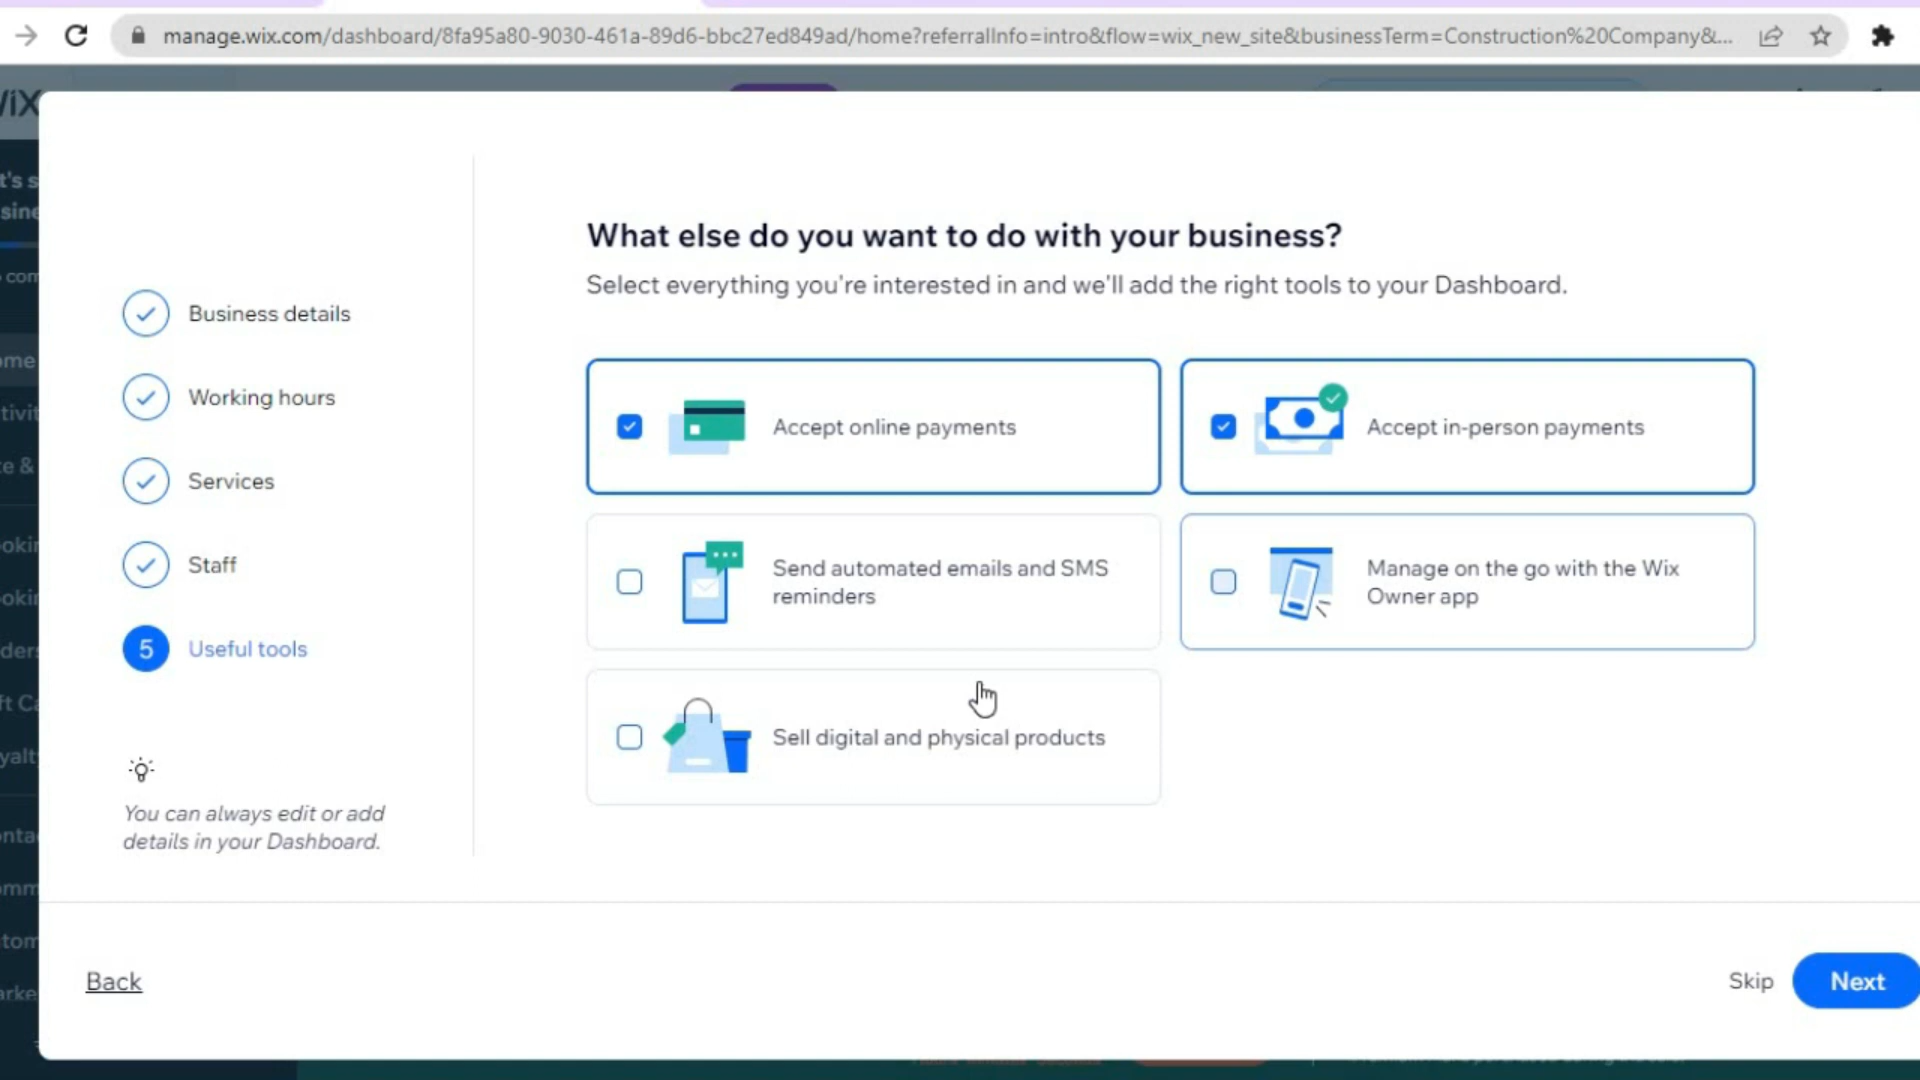 manage.wix.com/dashboard/8fa95a80-9030-461a-89d6-bbc27ed849ad/home?referralInfo=intro&flow=wix_new_site&businessTerm=Construction%20Company&...
What else do you want to do with your business?
Select everything you're interested in and we'll add the right tools to your Dashboard.
Business details
Working hours
Services
Staff
5 Useful tools
You can always edit or add
details in your Dashboard.
Accept online payments
Accept in-person payments
Send automated emails and SMS
reminders
Manage on the go with the Wix
Owner app
Sell digital and physical products
Back
Skip
Next